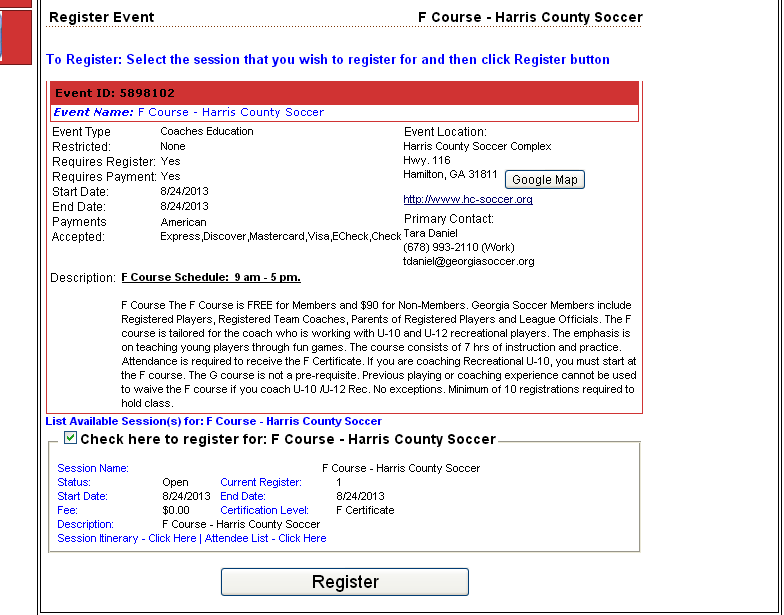 Register Event F Course - Harris County Soccer
To Register: Select the session that you wish to register for and then click Register button
Event ID: 5898102
Event Name: F Course - Harris County Soccer
Event Type Coaches Education
Restricted: None
Requires Register: Yes
Requires Payment: Yes
Start Date: 8/24/2013
End Date: 8/24/2013
Payments American
Accepted: Express,Discover,Mastercard,Visa,ECheck,Check
Event Location:
Harris County Soccer Complex
Hwy. 116
Hamilton, GA 31811 Google Map
http://www.hc-soccer.org
Primary Contact:
Tara Daniel
(678) 993-2110 (Work)
tdaniel@georgiasoccer.org
Description: F Course Schedule: 9 am - 5 pm.
F Course The F Course is FREE for Members and $90 for Non-Members. Georgia Soccer Members include
Registered Players, Registered Team Coaches, Parents of Registered Players and League Officials. The F
course is tailored for the coach who is working with U-10 and U-12 recreational players. The emphasis is
on teaching young players through fun games. The course consists of 7 hrs of instruction and practice.
Attendance is required to receive the F Certificate. If you are coaching Recreational U-10, you must start at
the F course. The G course is not a pre-requisite. Previous playing or coaching experience cannot be used
to waive the F course if you coach U-10 /U-12 Rec. No exceptions. Minimum of 10 registrations required to
hold class.
List Available Session(s) for: F Course - Harris County Soccer
Check here to register for: F Course - Harris County Soccer
Session Name: F Course - Harris County Soccer
Status: Open Current Register: 1
Start Date: 8/24/2013 End Date: 8/24/2013
Fee: $0.00 Certification Level: F Certificate
Description: F Course - Harris County Soccer
Session Itinerary - Click Here | Attendee List - Click Here
Register